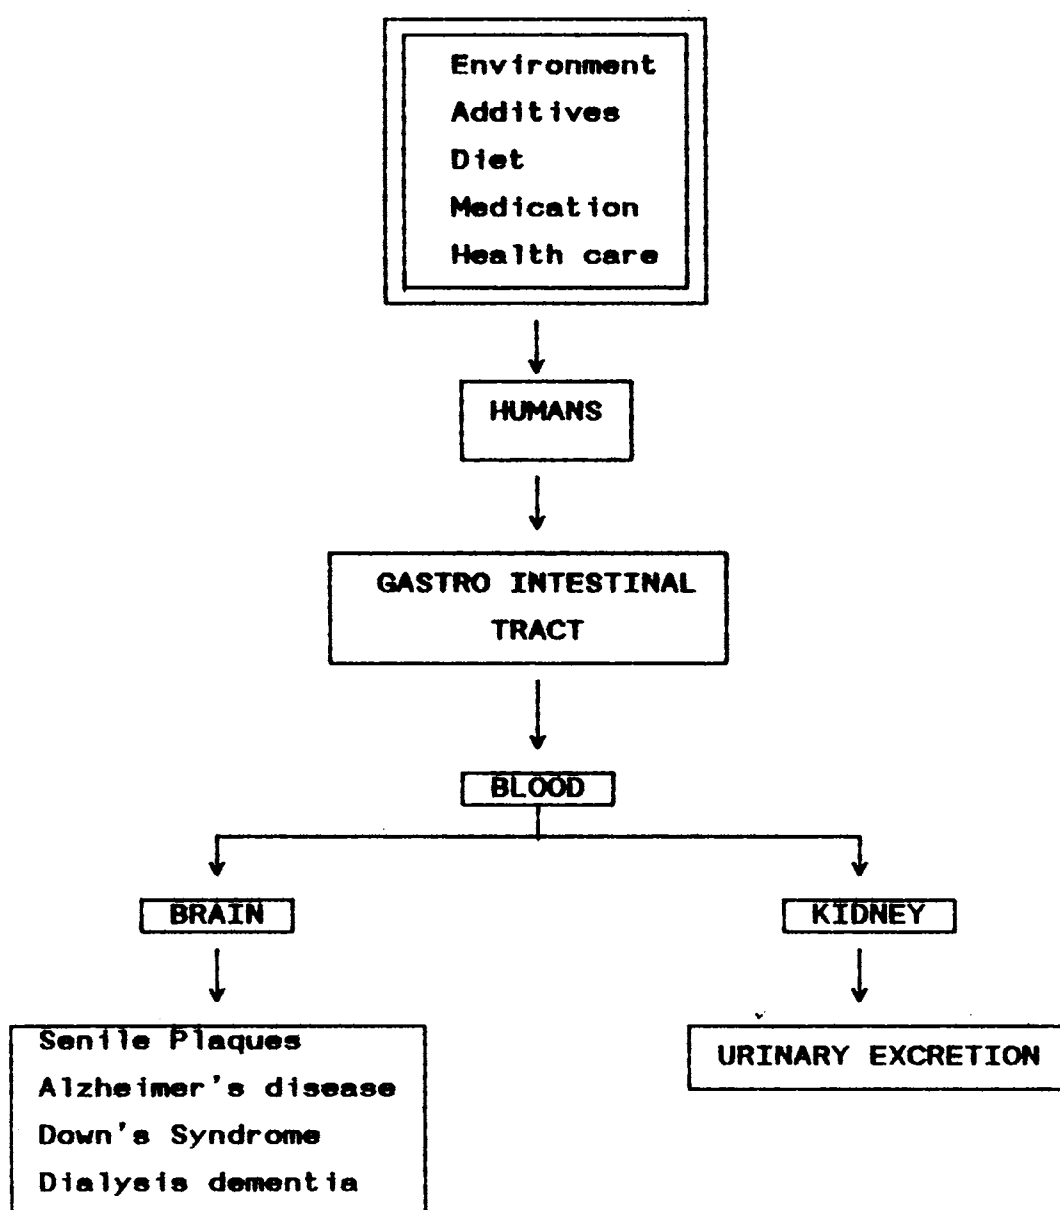 Environment
Additives
Diet
Medication
Health care
HUMANS
GASTRO INTESTINAL
TRACT
BLOOD
BRAIN
KIDNEY
Senile Plaques
Alzheimer's disease
Down's Syndrome
Dialysis dementia
URINARY EXCRETION